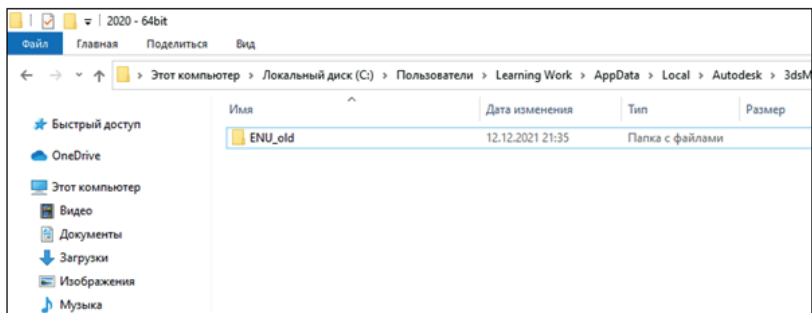 2020 - 64bit
Файл Главная Поделиться Вид
Этот компьютер > Локальный диск (C:) > Пользователи > Learning Work > AppData > Local > Autodesk > 3dsM
Имя Дата изменения Тип Размер
Быстрый доступ
ENU_old 12.12.2021 21:35 Папка с файлами
OneDrive
Этот компьютер
Видео
Документы
Загрузки
Изображения
Музыка